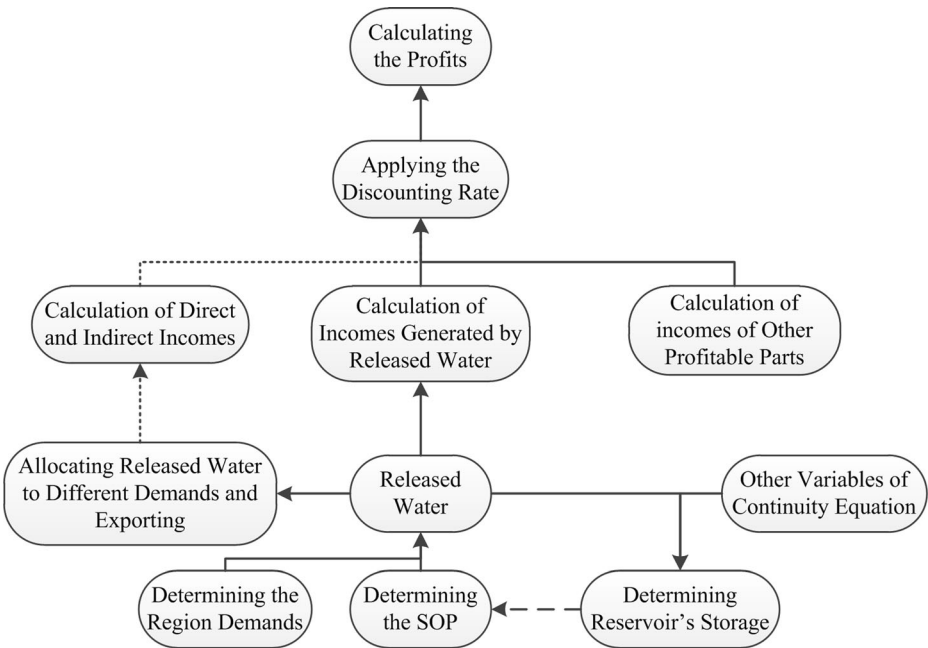 Calculating
the Profits
Applying the
Discounting Rate
Calculation of Direct
and Indirect Incomes
Calculation of
Incomes Generated by
Released Water
Calculation of
incomes of Other
Profitable Parts
Allocating Released Water
to Different Demands and
Exporting
Released
Water
Other Variables of
Continuity Equation
Determining the
Region Demands
Determining
the SOP
Determining
Reservoir's Storage